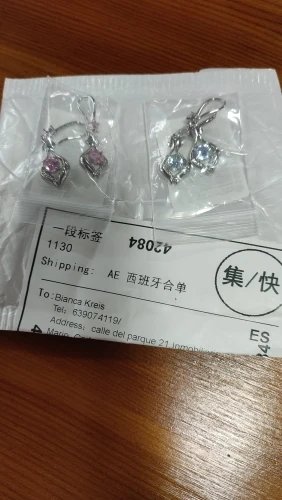 一段标签
42084
1130
Shipping: AE 西班牙合单
集/快
To: Bianca Kreis
Tel: 639074119/
Address: calle del parque 21
ES